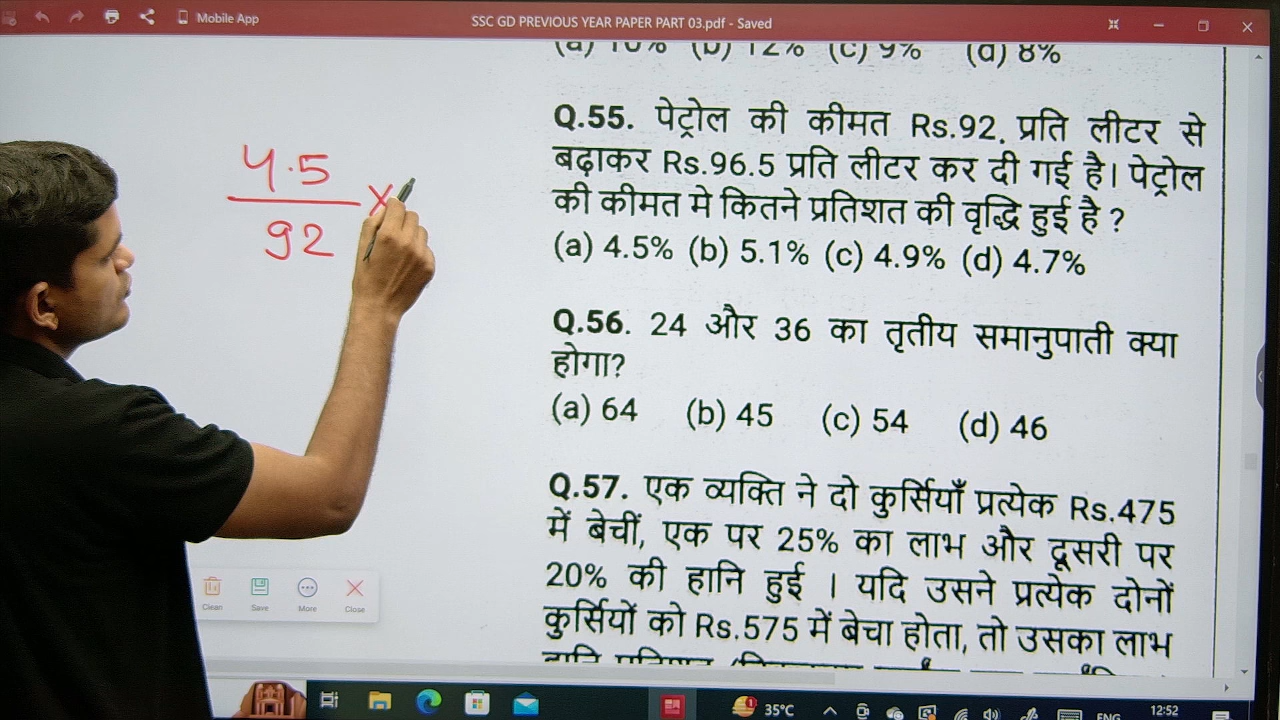 Mobile App
SSC GD PREVIOUS YEAR PAPER PART 03.pdf - Saved
(a) 10% (b) 12% (c) 9% (d) 8%
Q.55. पेट्रोल की कीमत Rs.92. प्रति लीटर से
बढ़ाकर Rs.96.5 प्रति लीटर कर दी गई है। पेट्रोल
की कीमत मे कितने प्रतिशत की वृद्धि हुई है ?
(a) 4.5% (b) 5.1% (c) 4.9% (d) 4.7%
4.5
92
×
Q.56. 24 और 36 का तृतीय समानुपाती क्या
होगा?
(a) 64 (b) 45 (c) 54 (d) 46
Q.57. एक व्यक्ति ने दो कुर्सियाँ प्रत्येक Rs.475
में बेचीं, एक पर 25% का लाभ और दूसरी पर
20% की हानि हुई । यदि उसने प्रत्येक दोनों
कुर्सियों को Rs.575 में बेचा होता, तो उसका लाभ
Clean Save More Close
35°C
ENG
12:52